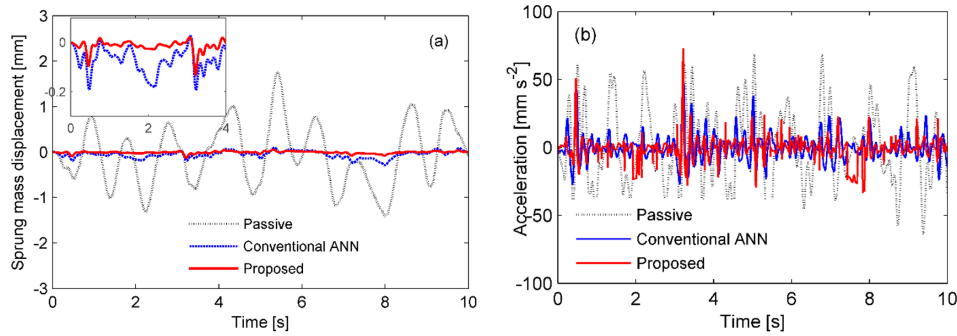 3
2
1
0
-1
-2
-3
Sprung mass displacement [mm]
0
-0.2
0
2
4
(a)
Passive
Conventional ANN
Proposed
0
2
4
6
8
10
Time [s]
100
50
0
-50
-100
Acceleration [mm s-2]
(b)
Passive
Conventional ANN
Proposed
0
2
4
6
8
10
Time [s]